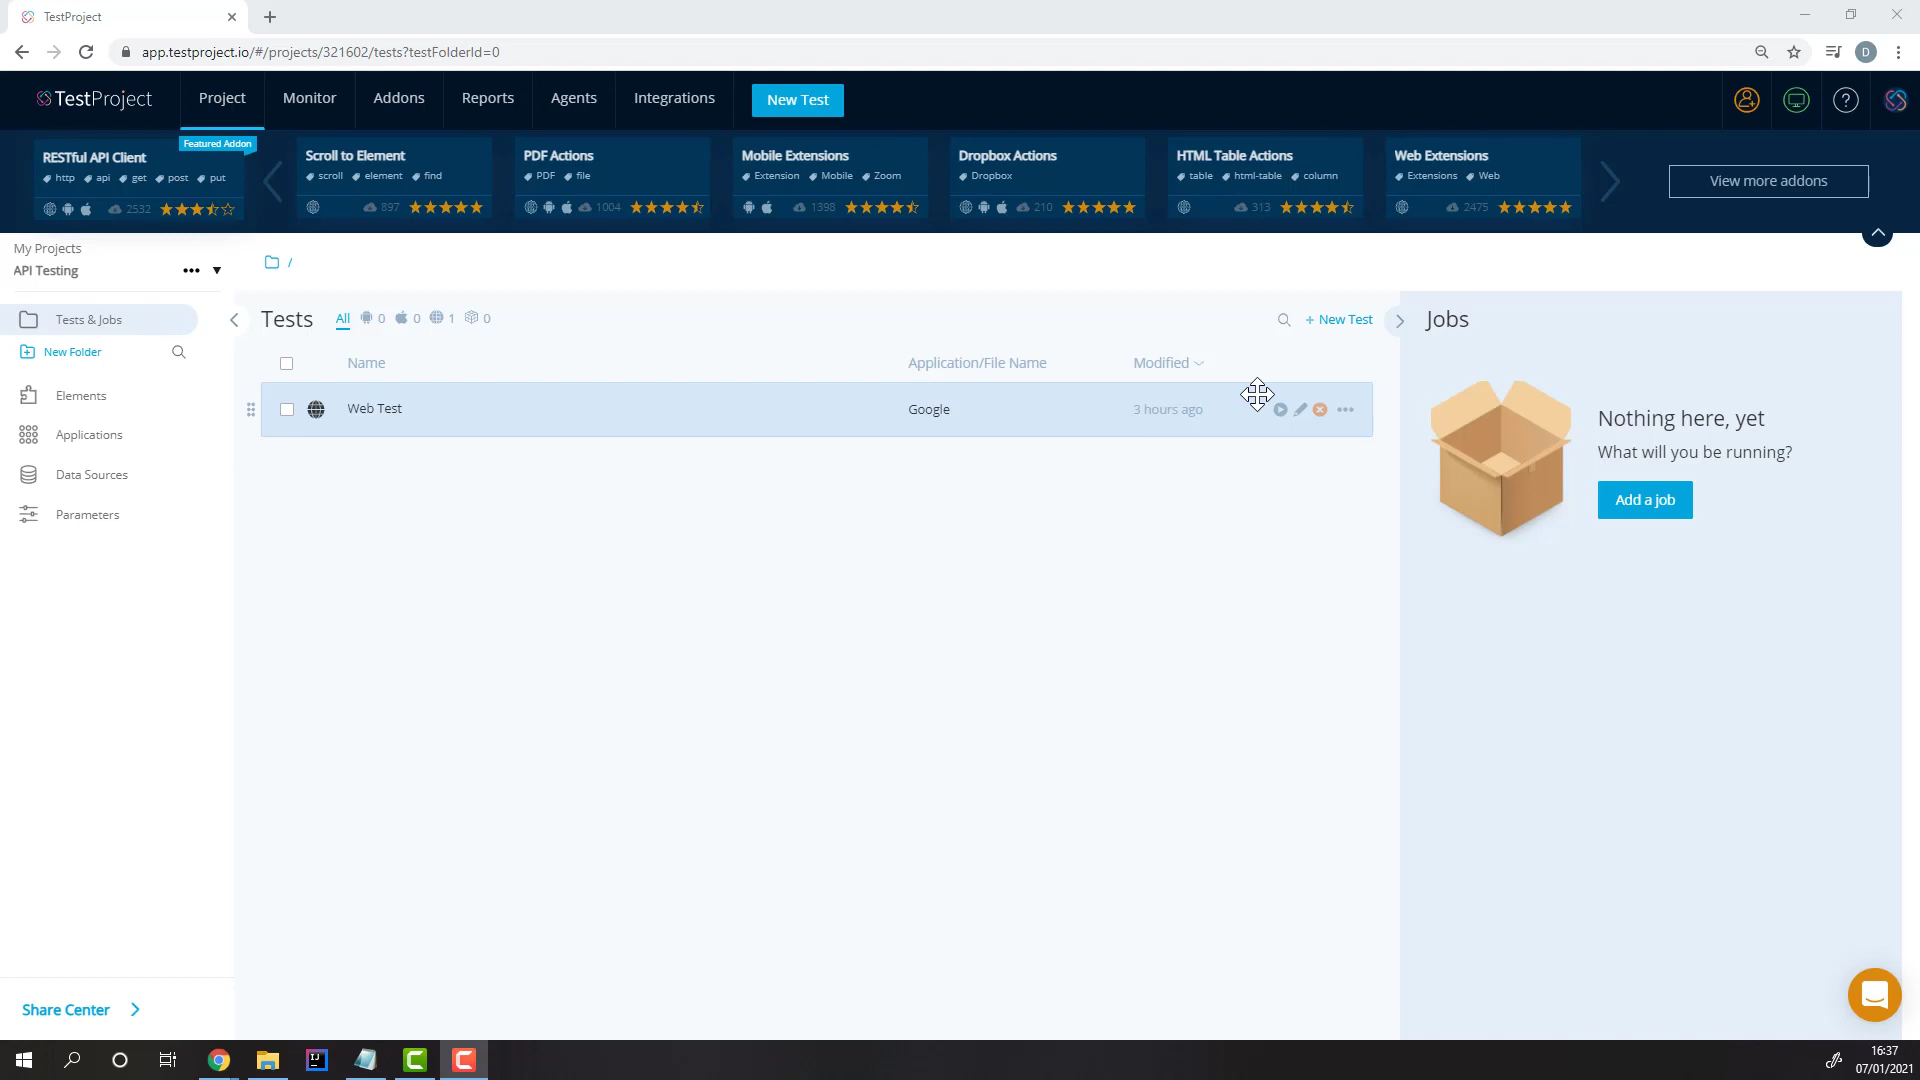 TestProject
app.testproject.io/#/projects/321602/tests?testFolderId=0
D
TestProject
Project
Monitor
Addons
Reports
Agents
Integrations
New Test
Featured Addon
RESTful API Client
http api get post put
2532
Scroll to Element
scroll element find
897
PDF Actions
PDF file
1004
Mobile Extensions
Extension Mobile Zoom
1398
Dropbox Actions
Dropbox
210
HTML Table Actions
table html-table column
313
Web Extensions
Extensions Web
2475
View more addons
My Projects
API Testing
/
Tests & Jobs
New Folder
Elements
Applications
Data Sources
Parameters
Share Center
Tests
All 0 0 1 0
+ New Test
Name
Application/File Name
Modified
Web Test
Google
3 hours ago
Jobs
Nothing here, yet
What will you be running?
Add a job
16:37
07/01/2021